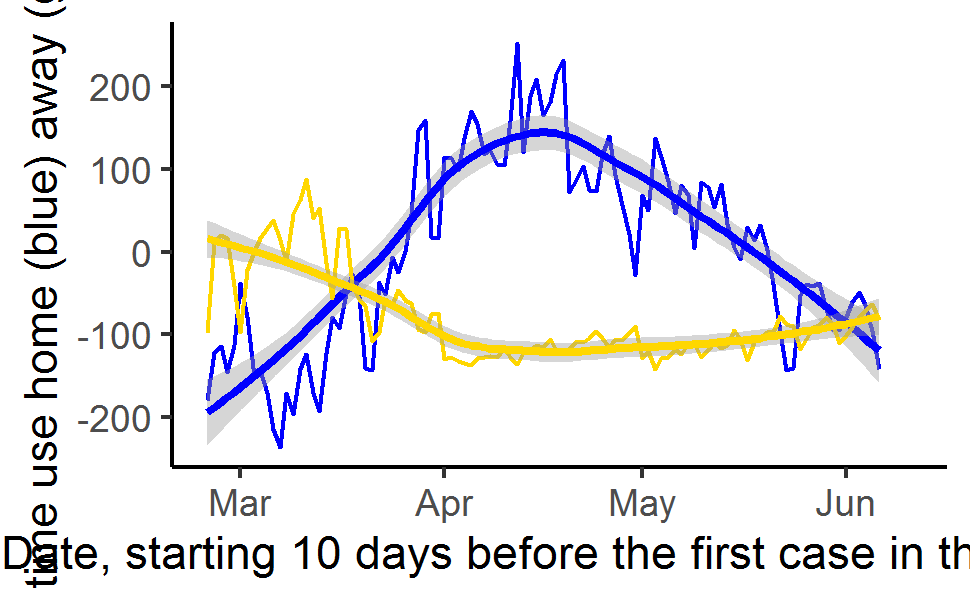 time use home (blue) away (
200
100
0
-100
-200
Mar Apr May Jun
Date, starting 10 days before the first case in th